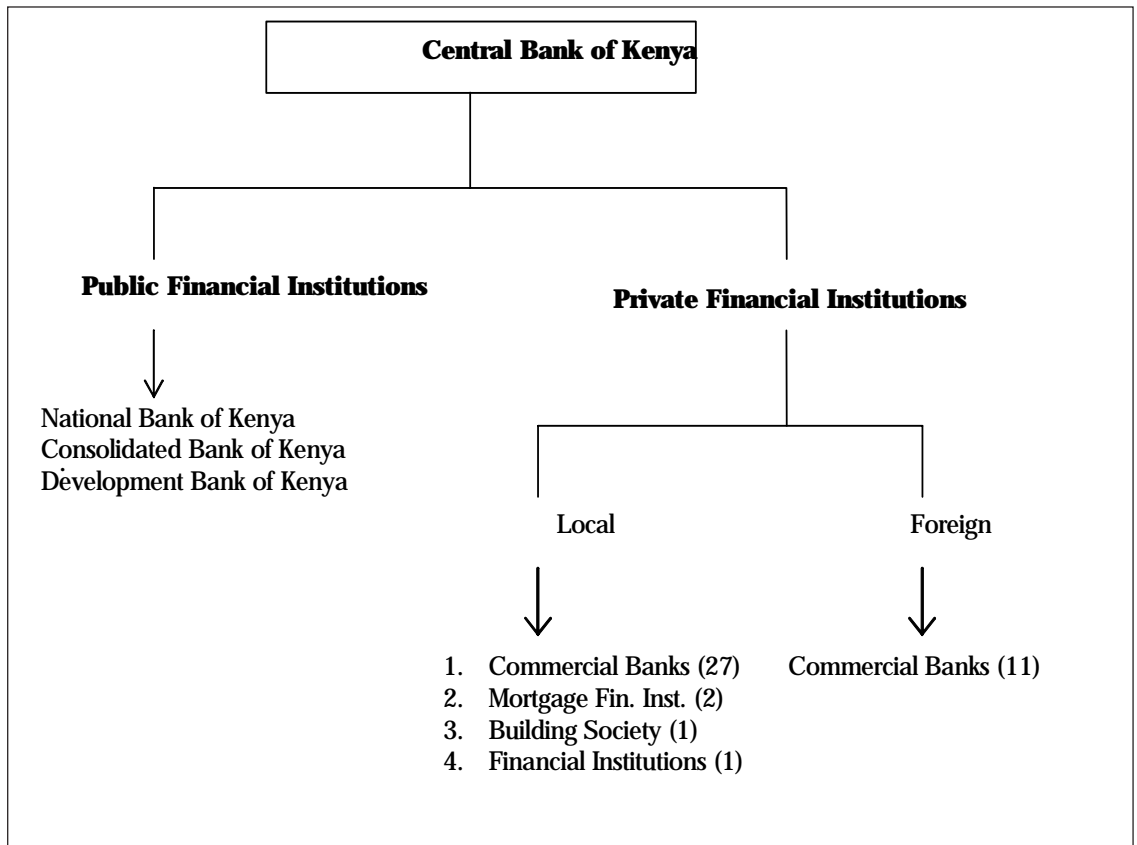 Central Bank of Kenya
Public Financial Institutions
Private Financial Institutions
National Bank of Kenya
Consolidated Bank of Kenya
Development Bank of Kenya
Local
Foreign
1. Commercial Banks (27)
2. Mortgage Fin. Inst. (2)
3. Building Society (1)
4. Financial Institutions (1)
Commercial Banks (11)